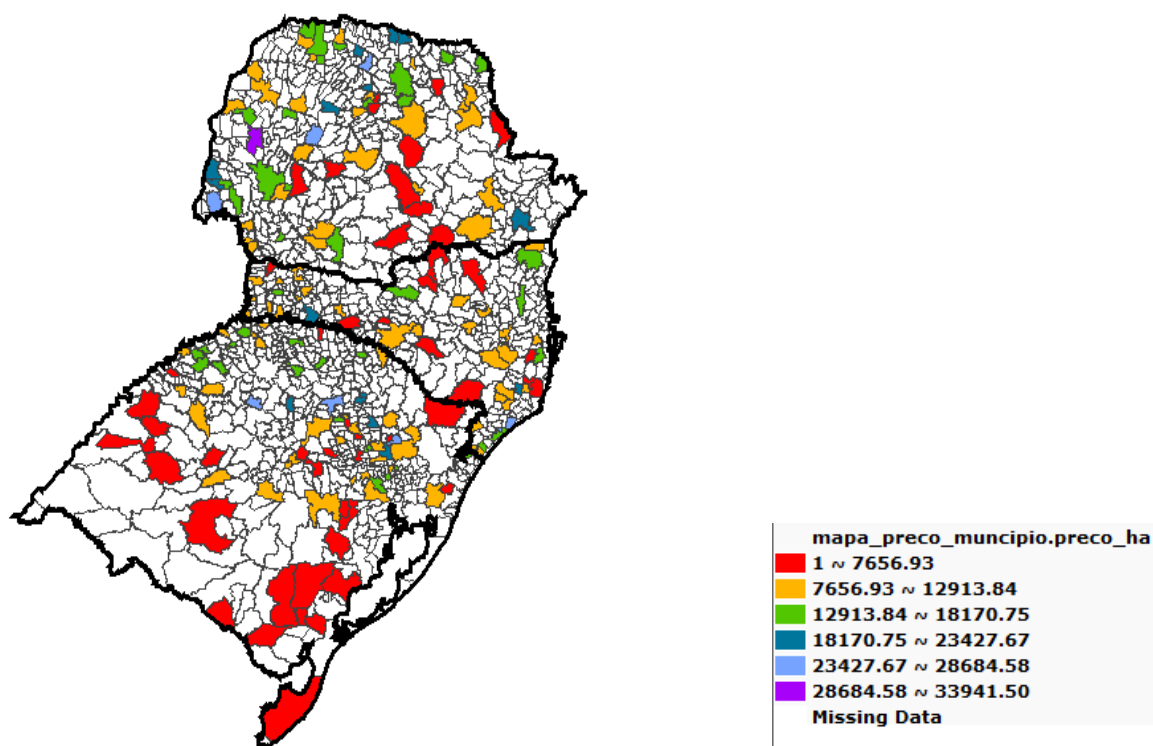 mapa_preco_muncipio.preco_ha
1 ~ 7656.93
7656.93 ~ 12913.84
12913.84 ~ 18170.75
18170.75 ~ 23427.67
23427.67 ~ 28684.58
28684.58 ~ 33941.50
Missing Data